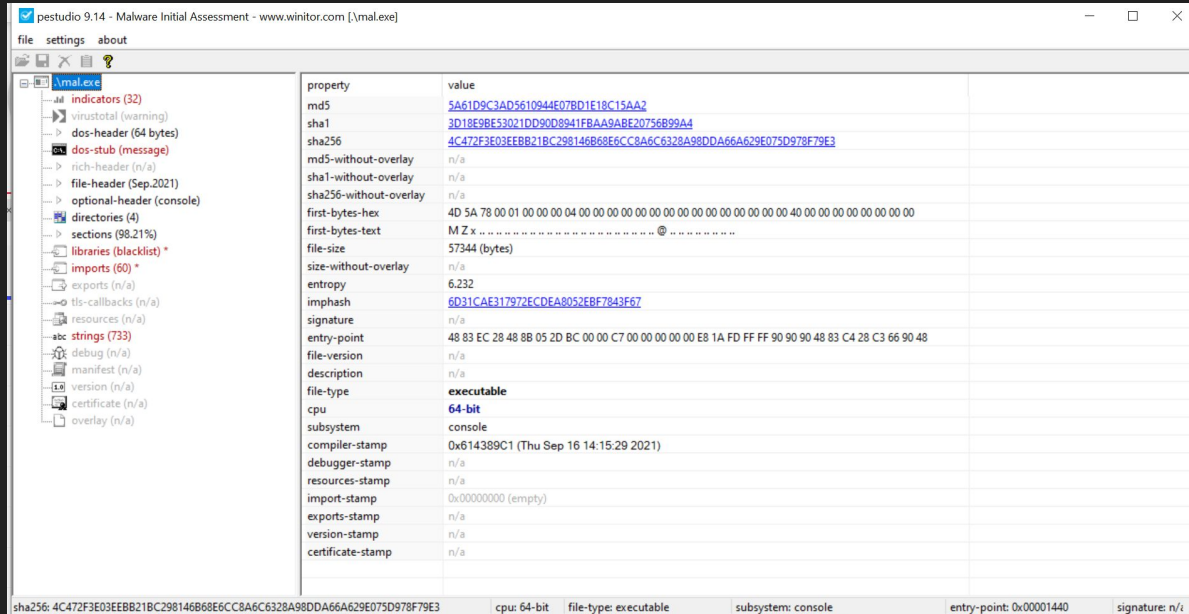 pestudio 9.14 - Malware Initial Assessment - www.winitor.com [.\mal.exe]
file settings about
.\mal.exe
indicators (32)
virustotal (warning)
dos-header (64 bytes)
dos-stub (message)
rich-header (n/a)
file-header (Sep.2021)
optional-header (console)
directories (4)
sections (98.21%)
libraries (blacklist) *
imports (60) *
exports (n/a)
tls-callbacks (n/a)
resources (n/a)
abc strings (733)
debug (n/a)
manifest (n/a)
1.0 version (n/a)
certificate (n/a)
overlay (n/a)
property value
md5 5A61D9C3AD5610944E07BD1E18C15AA2
sha1 3D18E9BE53021DD90D8941FBAA9ABE20756B99A4
sha256 4C472F3E03EEBB21BC298146B68E6CC8A6C6328A98DDA66A629E075D978F79E3
md5-without-overlay n/a
sha1-without-overlay n/a
sha256-without-overlay n/a
first-bytes-hex 4D 5A 78 00 01 00 00 00 04 00 00 00 00 00 00 00 00 00 00 00 00 00 00 00 40 00 00 00 00 00 00 00
first-bytes-text M Z x .. .. .. .. .. .. .. .. .. .. .. .. .. .. .. .. .. .. .. .. .. @ .. .. .. .. .. .. ..
file-size 57344 (bytes)
size-without-overlay n/a
entropy 6.232
imphash 6D31CAE317972ECDEA8052EBF7843F67
signature n/a
entry-point 48 83 EC 28 48 8B 05 2D BC 00 00 C7 00 00 00 00 00 E8 1A FD FF FF 90 90 90 48 83 C4 28 C3 66 90 48
file-version n/a
description n/a
file-type executable
cpu 64-bit
subsystem console
compiler-stamp 0x614389C1 (Thu Sep 16 14:15:29 2021)
debugger-stamp n/a
resources-stamp n/a
import-stamp 0x00000000 (empty)
exports-stamp n/a
version-stamp n/a
certificate-stamp n/a
sha256: 4C472F3E03EEBB21BC298146B68E6CC8A6C6328A98DDA66A629E075D978F79E3 cpu: 64-bit file-type: executable subsystem: console entry-point: 0x00001440 signature: n/a